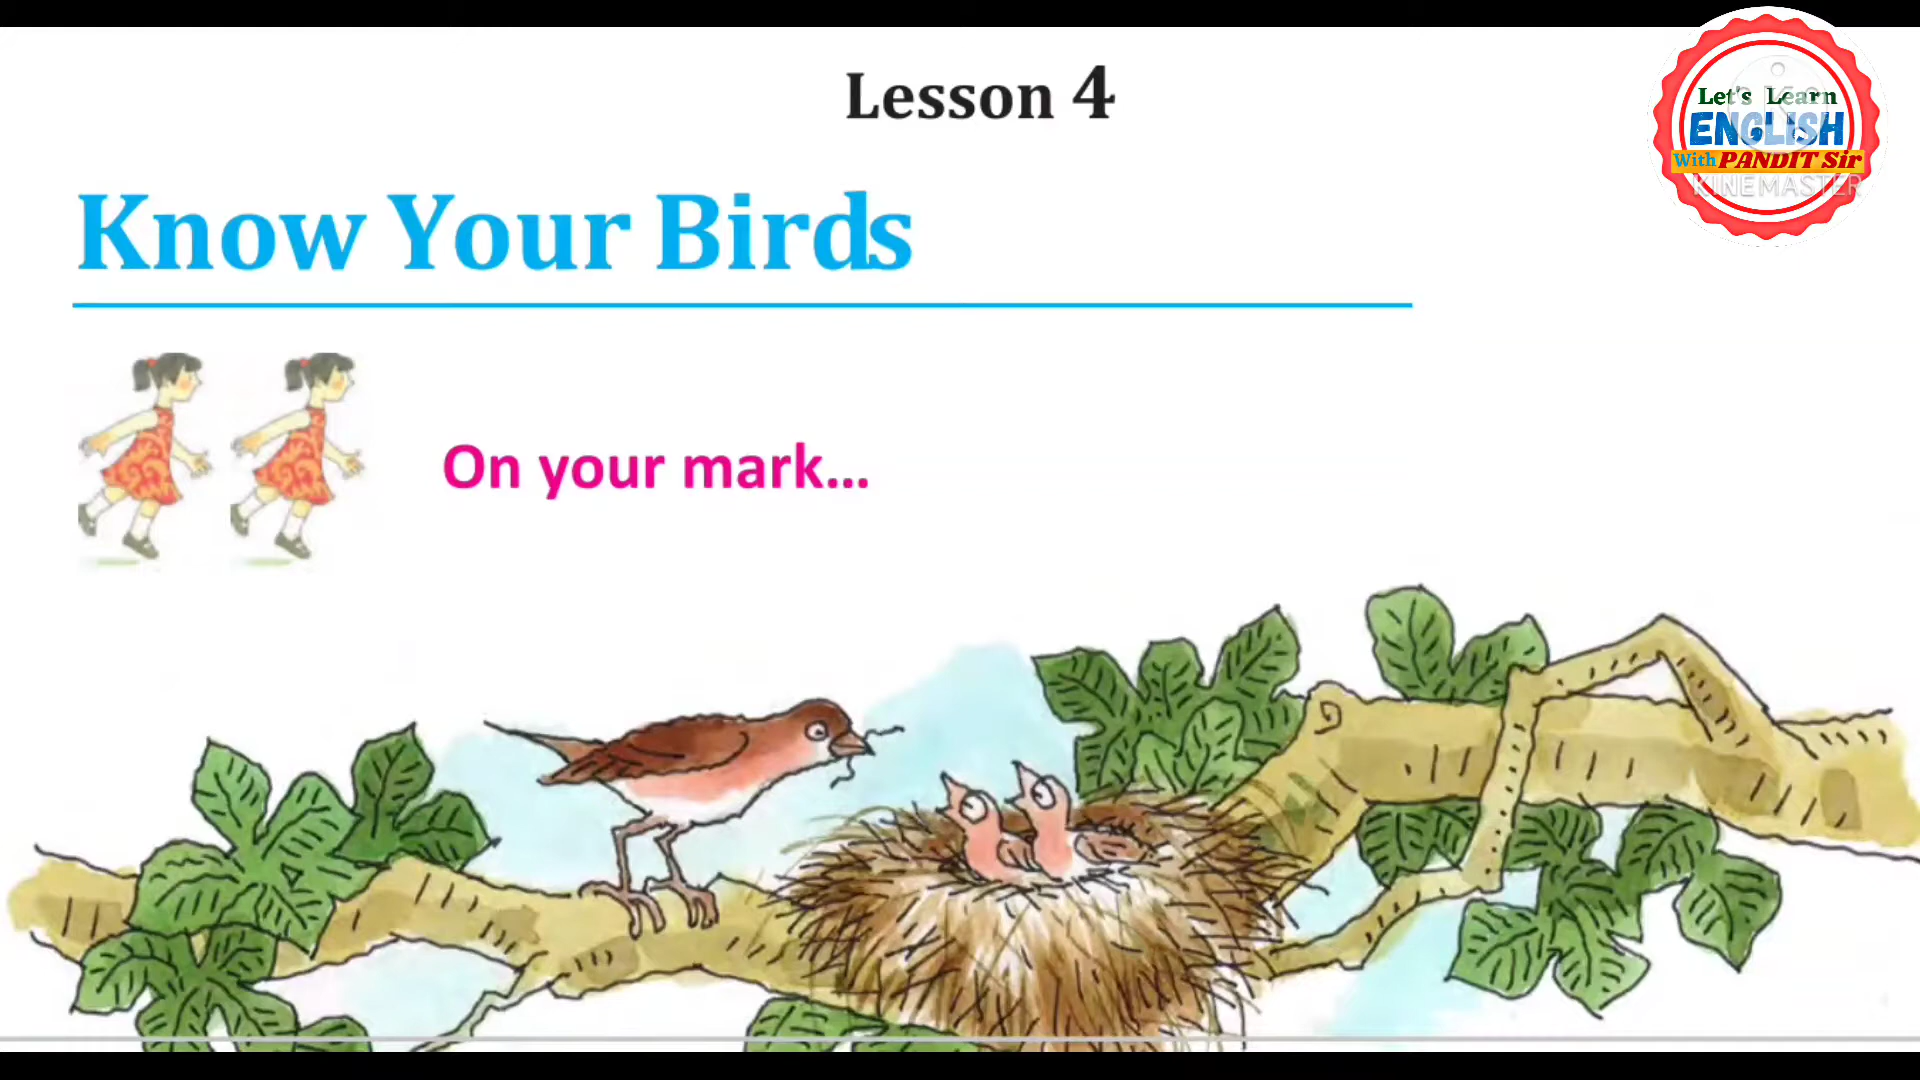 Lesson 4
Let's Learn
ENGLISH
With PANDIT Sir
KINEMASTER
Know Your Birds
On your mark...